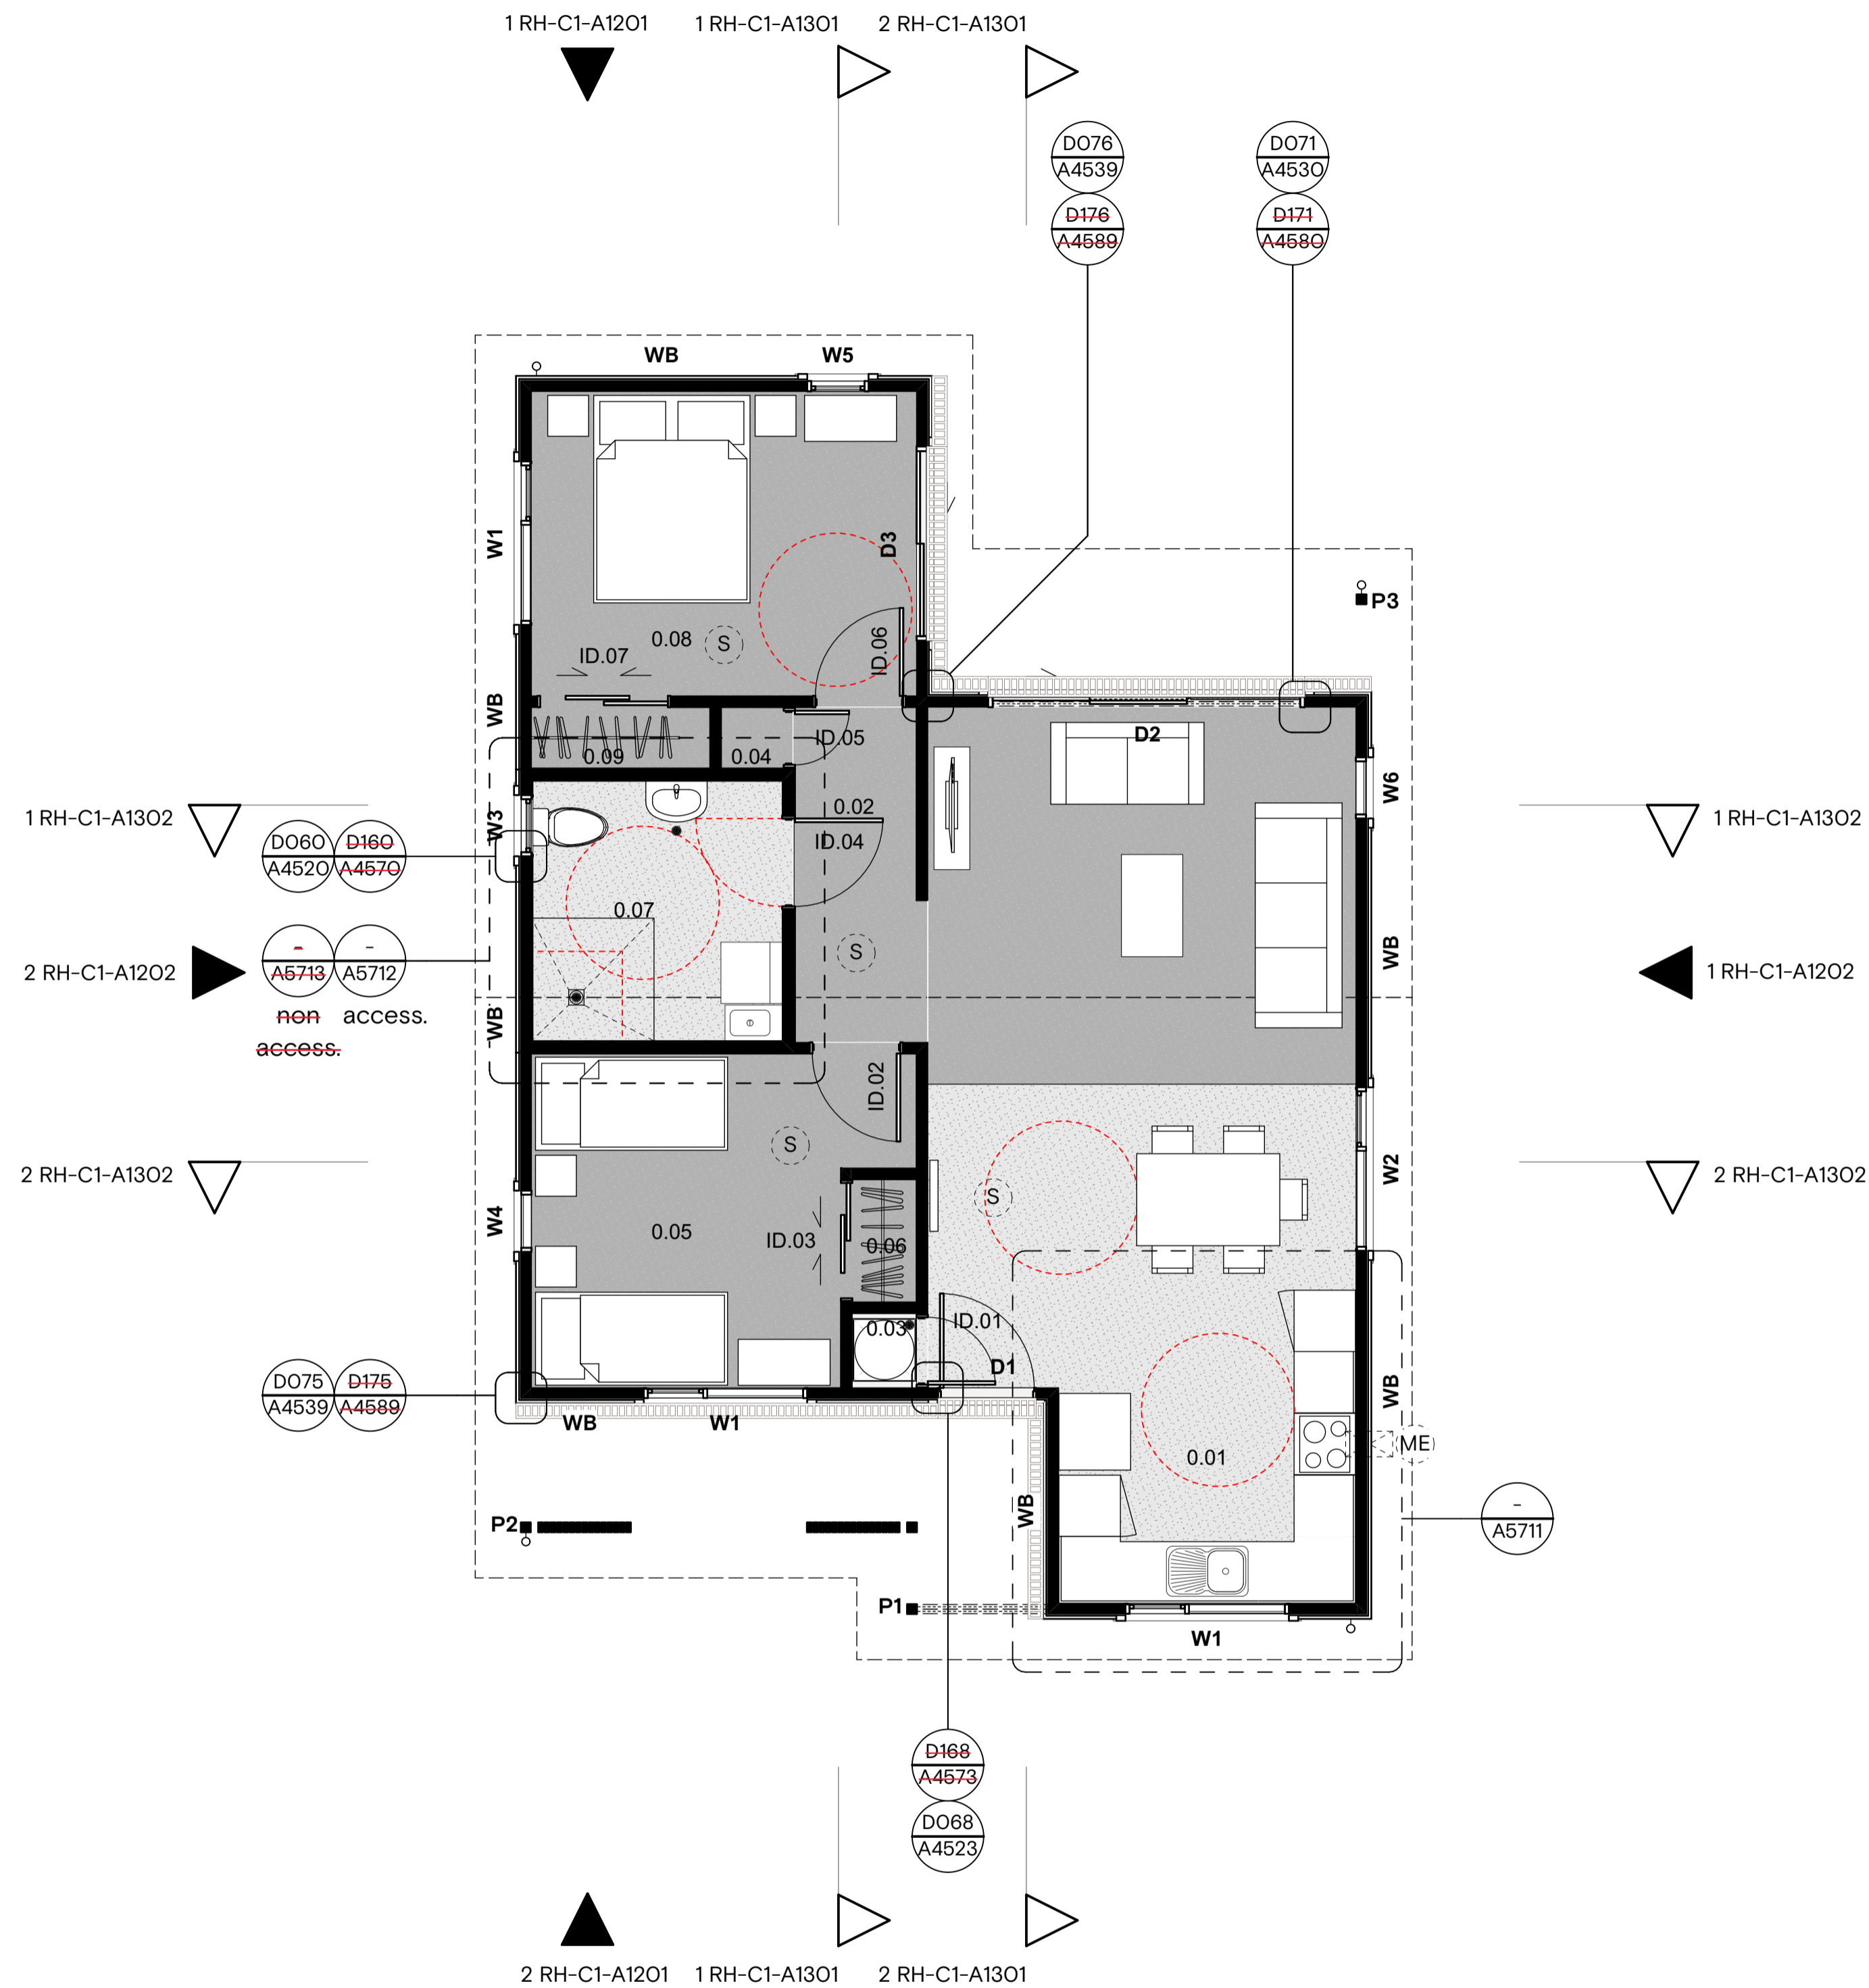 1 RH-C1-A1201
1 RH-C1-A1301
2 RH-C1-A1301
D076
A4539
D176
A4589
D071
A4530
D171
A4580
WB
W5
W1
D3
P3
0.08
S
ID.07
ID.06
WB
ID.05
0.09
0.04
D2
W6
1 RH-C1-A1302
W3
0.02
ID.04
1 RH-C1-A1302
D060
A4520
D160
A4570
0.07
S
WB
2 RH-C1-A1202
-
A5713
-
A5712
non
access.
access.
WB
1 RH-C1-A1202
ID.02
S
2 RH-C1-A1302
S
W2
2 RH-C1-A1302
W4
0.05
ID.03
0.06
0.03
ID.01
D1
WB
D075
A4539
D175
A4589
WB
W1
ME
0.01
WB
P2
-
A5711
P1
W1
D168
A4573
D068
A4523
2 RH-C1-A1201
1 RH-C1-A1301
2 RH-C1-A1301